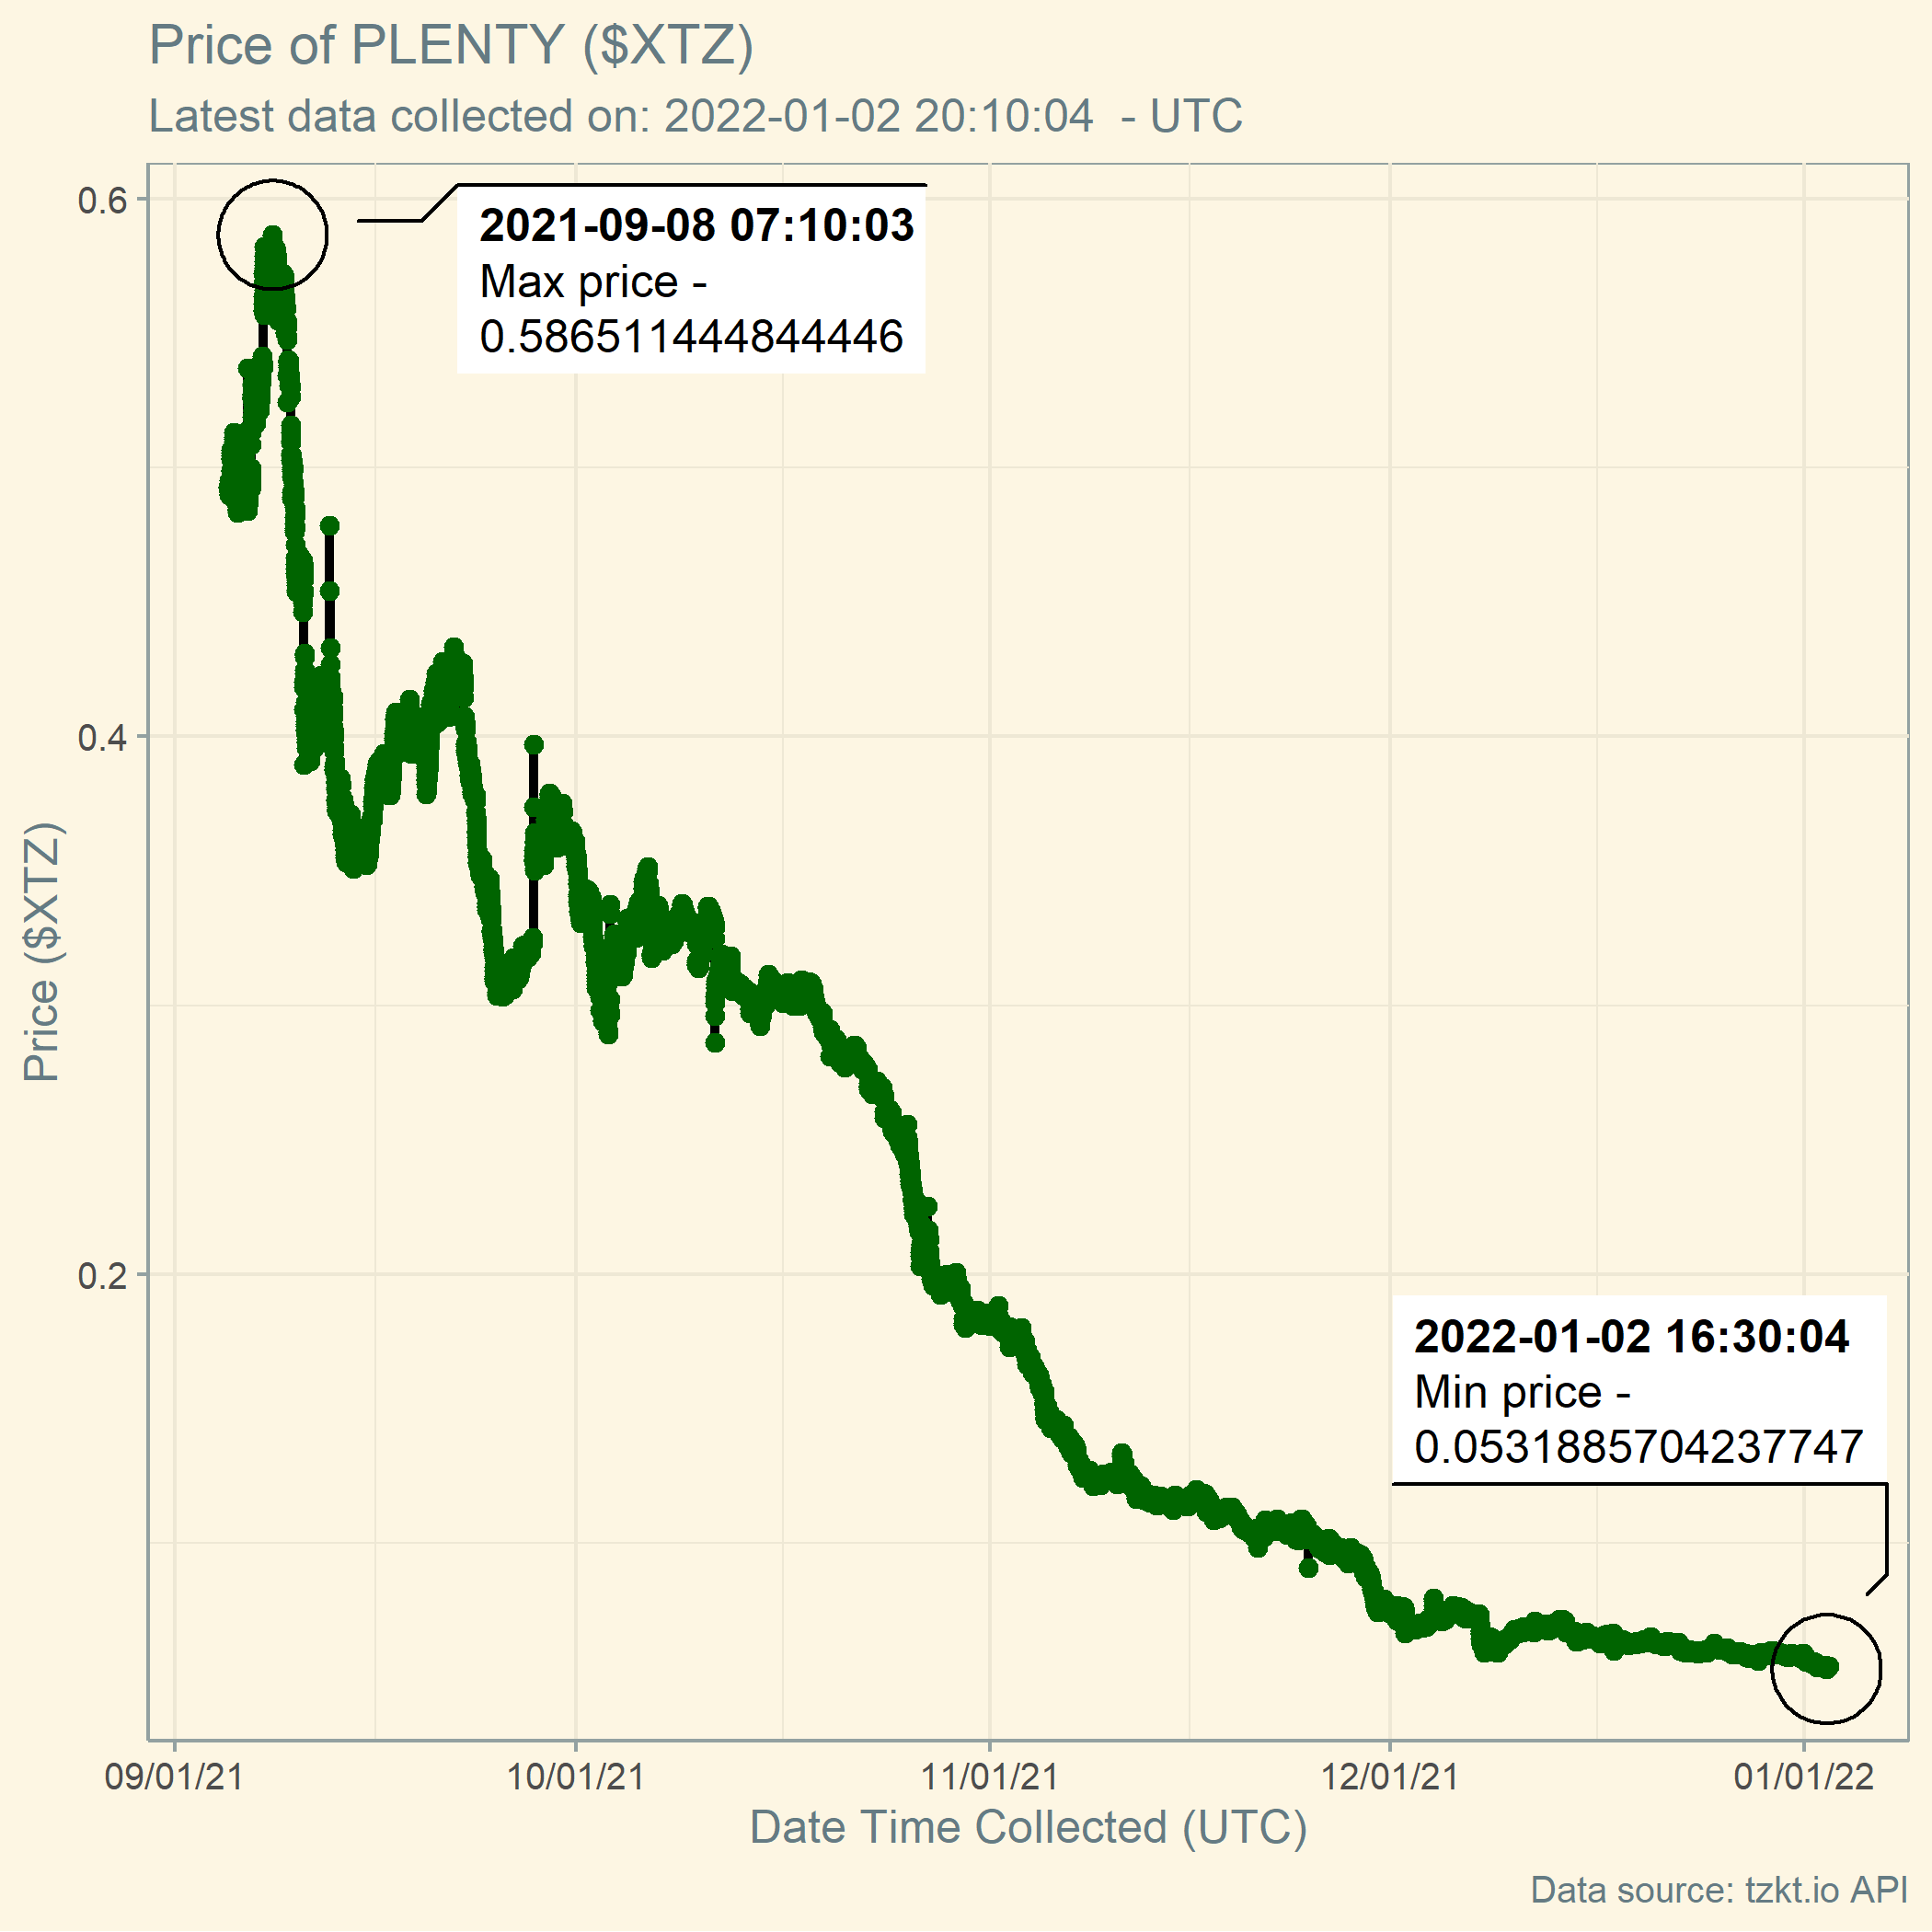 Price of PLENTY ($XTZ)
Latest data collected on: 2022-01-02 20:10:04  - UTC
0.6
0.4
0.2
Price ($XTZ)
2021-09-08 07:10:03
Max price -
0.586511444844446
2022-01-02 16:30:04
Min price -
0.0531885704237747
09/01/21
10/01/21
11/01/21
12/01/21
01/01/22
Date Time Collected (UTC)
Data source: tzkt.io API